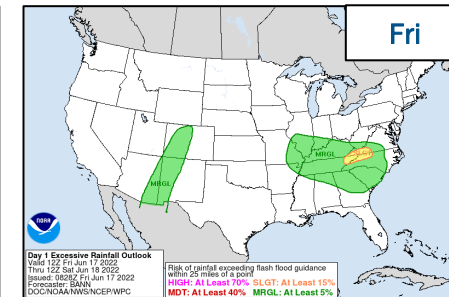 Fri
MRGL
SLGT
MRGL
NOAA
Day 1 Excessive Rainfall Outlook
Valid 12Z Fri Jun 17 2022
Thru 12Z Sat Jun 18 2022
Issued: 0828Z Fri Jun 17 2022
Forecaster: BANN
DOC/NOAA/NWS/NCEP/WPC
Risk of rainfall exceeding flash flood guidance
within 25 miles of a point
HIGH: At Least 70% SLGT: At Least 15%
MDT: At Least 40% MRGL: At Least 5%